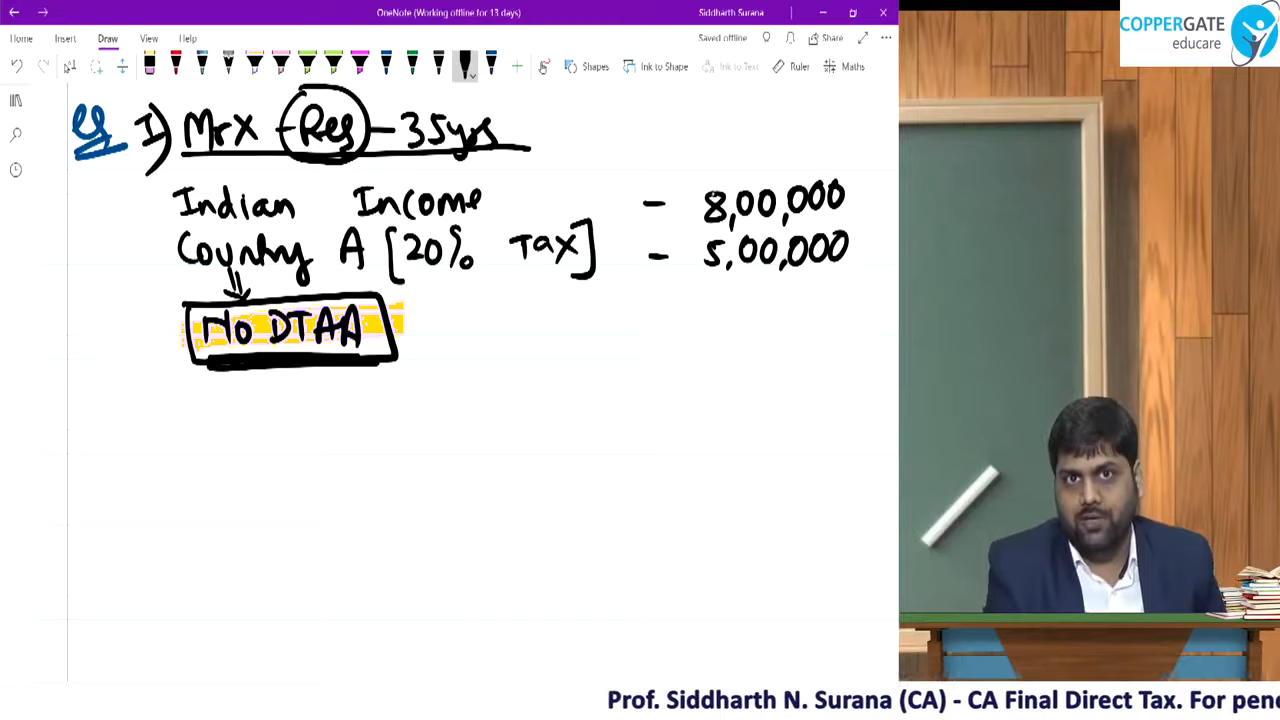 OneNote (Working offline for 13 days)
Siddharth Surana
Home Insert Draw View Help
Saved offline
Share
Shapes
Ink to Shape
Ink to Text
Ruler
Maths
COPPERGATE
educare
Eg I) Mr X - Res - 35yrs
Indian Income - 8,00,000
Country A [20% Tax] - 5,00,000
No DTAA
Prof. Siddharth N. Surana (CA) - CA Final Direct Tax. For pend